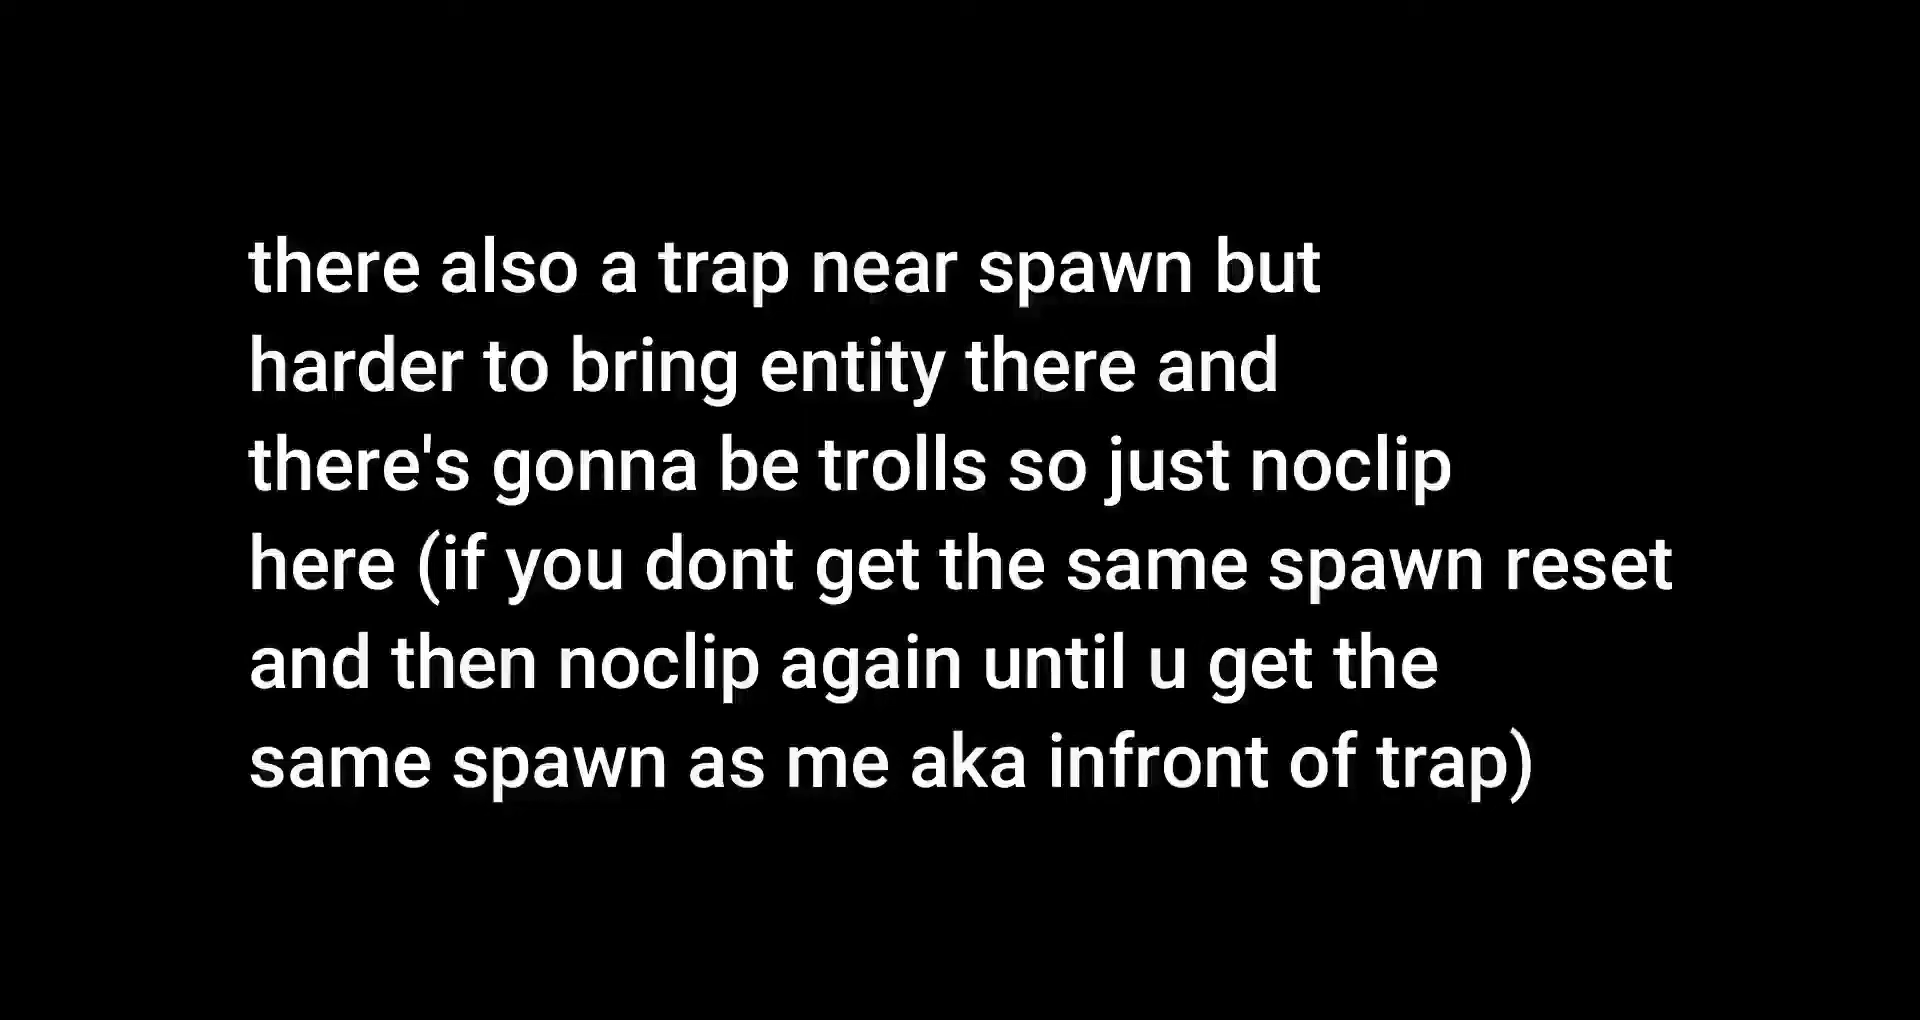 there also a trap near spawn but
harder to bring entity there and
there's gonna be trolls so just noclip
here (if you dont get the same spawn reset
and then noclip again until u get the
same spawn as me aka infront of trap)